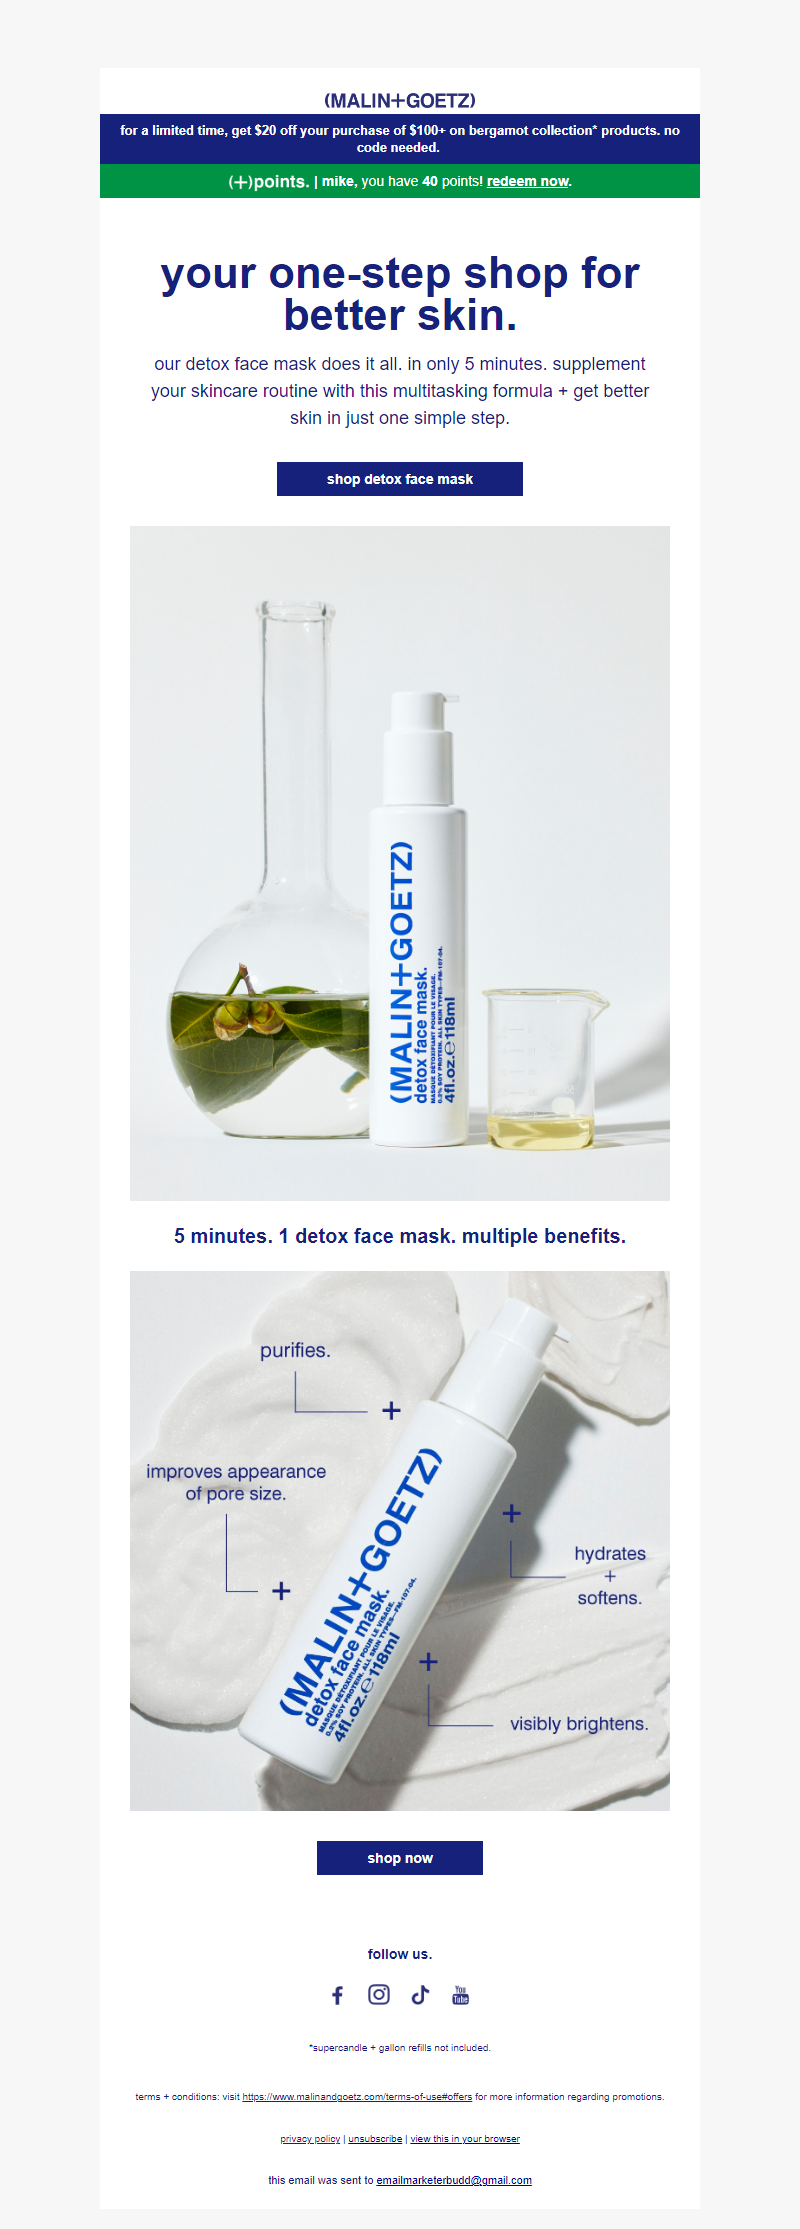 (MALIN+GOETZ)
for a limited time, get $20 off your purchase of $100+ on bergamot collection* products. no
code needed.
(+)points. | mike, you have 40 points! redeem now.
your one-step shop for
better skin.
our detox face mask does it all. in only 5 minutes. supplement
your skincare routine with this multitasking formula + get better
skin in just one simple step.
shop detox face mask
(MALIN+GOETZ)
detox face mask.
MASQUE DÉTOXIFIANT POUR LE VISAGE.
0.2% SOY PROTEIN. ALL SKIN TYPES—FM-107-04.
4fl.oz.℮118ml
5 minutes. 1 detox face mask. multiple benefits.
purifies.
+
improves appearance
of pore size.
+
+
hydrates
+
softens.
+
visibly brightens.
(MALIN+GOETZ)
detox face mask.
MASQUE DÉTOXIFIANT POUR LE VISAGE.
0.2% SOY PROTEIN. ALL SKIN TYPES—FM-107-04.
4fl.oz.℮118ml
shop now
follow us.
You
Tube
*supercandle + gallon refills not included.
terms + conditions: visit https://www.malinandgoetz.com/terms-of-use#offers for more information regarding promotions.
privacy policy | unsubscribe | view this in your browser
this email was sent to emailmarketerbudd@gmail.com